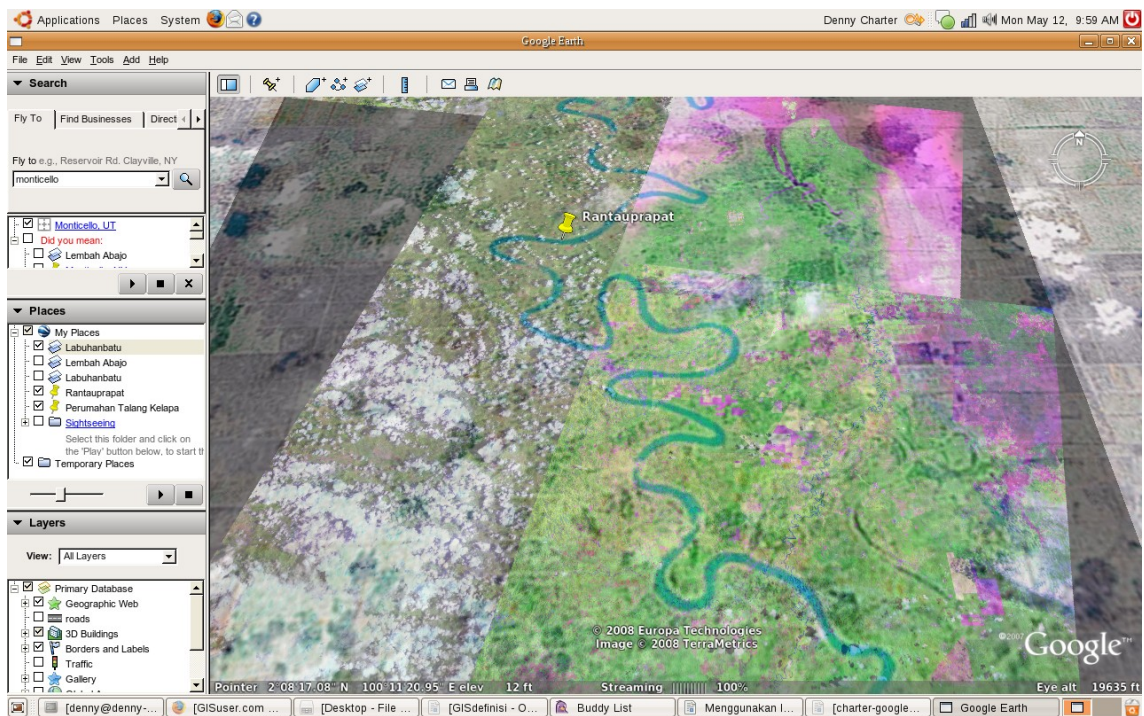 Applications Places System Denny Charter Mon May 12, 9:59 AM
Google Earth
File Edit View Tools Add Help
Search
Fly To Find Businesses Direct
Fly to e.g., Reservoir Rd. Clayville, NY
monticello
Monticello, UT
Did you mean:
Lembah Abajo
Places
My Places
Labuhanbatu
Lembah Abajo
Labuhanbatu
Rantauprapat
Perumahan Talang Kelapa
Sightseeing
Select this folder and click on
the 'Play' button below, to start th
Temporary Places
Layers
View: All Layers
Primary Database
Geographic Web
roads
3D Buildings
Borders and Labels
Traffic
Gallery
Rantauprapat
N
© 2008 Europa Technologies
Image © 2008 TerraMetrics
©2007 Google™
Pointer 2°08'17.08" N 100°11'20.95" E elev 12 ft Streaming 100% Eye alt 19635 ft
[denny@denny-... [GISuser.com ... [Desktop - File ... [GISdefinisi - O... Buddy List Menggunakan I... [charter-google... Google Earth